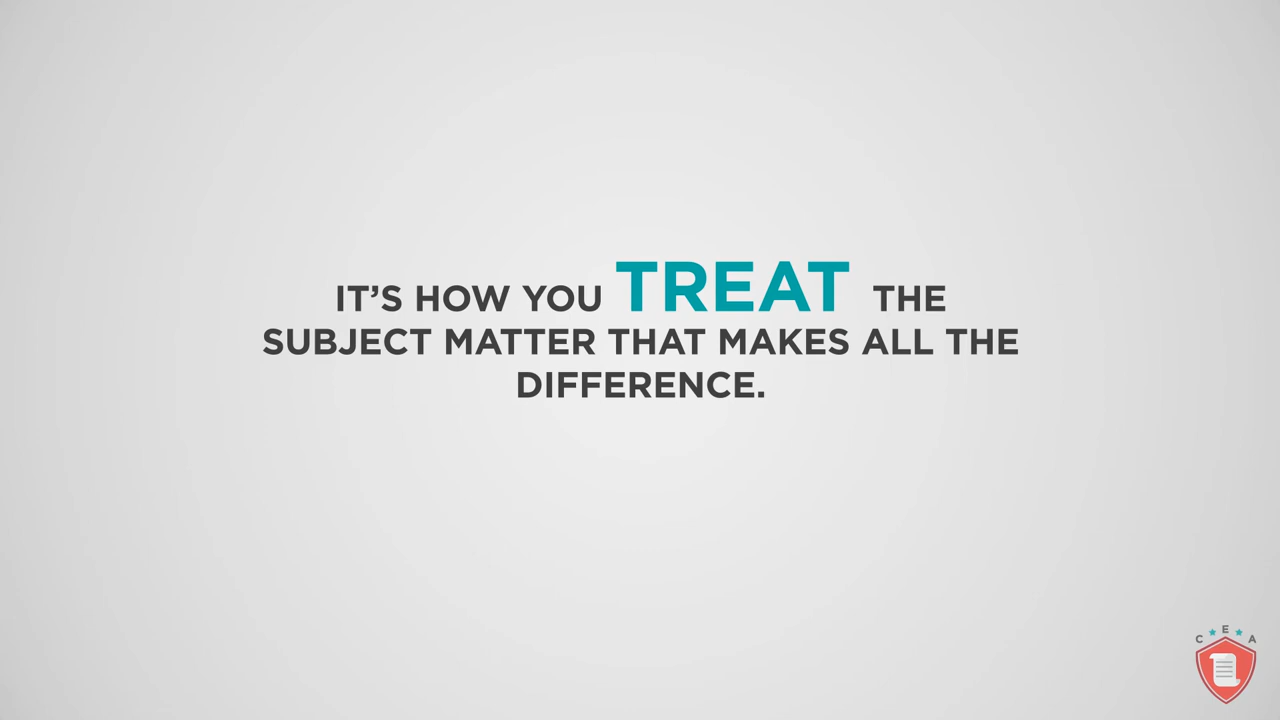 IT’S HOW YOU TREAT THE
SUBJECT MATTER THAT MAKES ALL THE
DIFFERENCE.
C E A